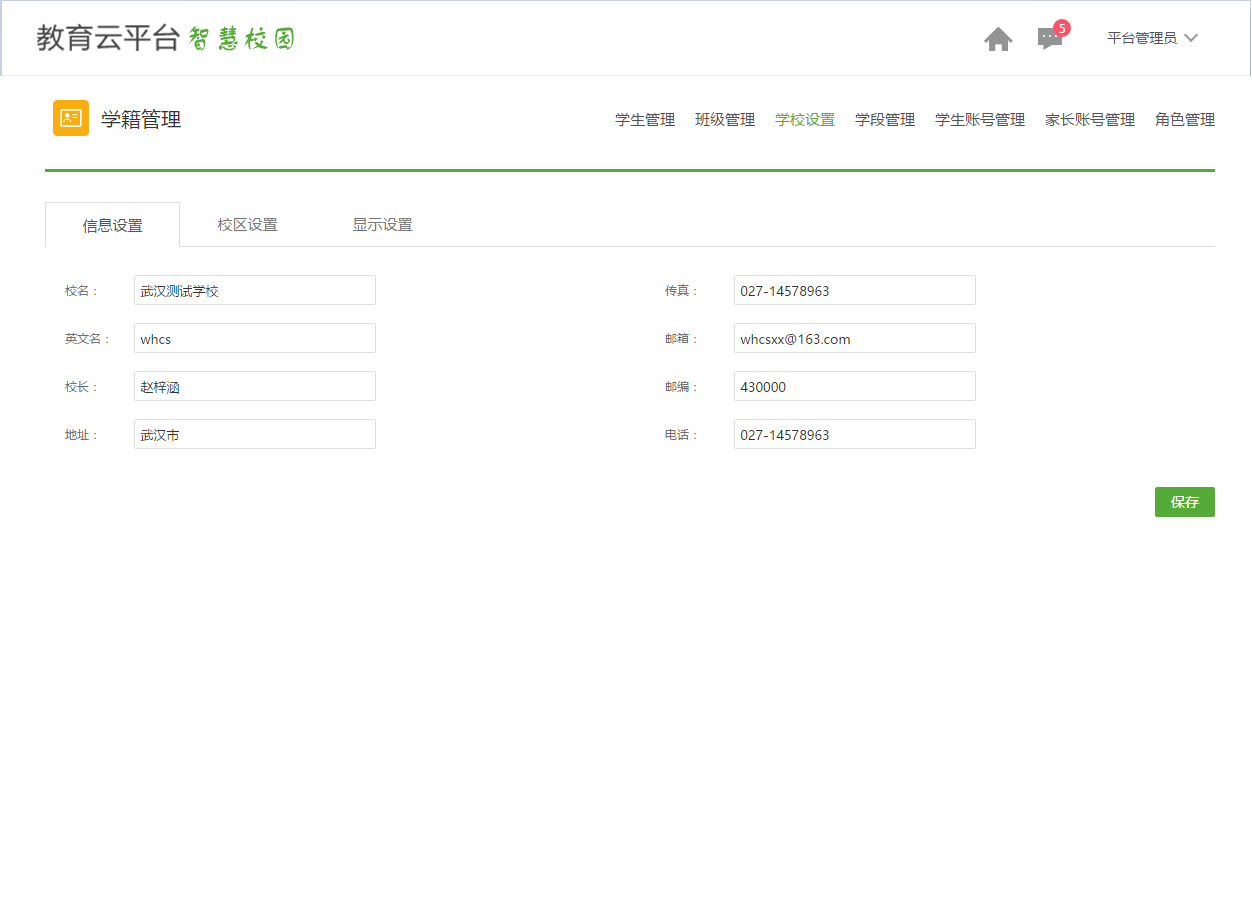 教育云平台 智慧校园
5
平台管理员
学籍管理
学生管理 班级管理 学校设置 学段管理 学生账号管理 家长账号管理 角色管理
信息设置 校区设置 显示设置
校名： 武汉测试学校 传真： 027-14578963
英文名： whcs 邮箱： whcsxx@163.com
校长： 赵梓涵 邮编： 430000
地址： 武汉市 电话： 027-14578963
保存